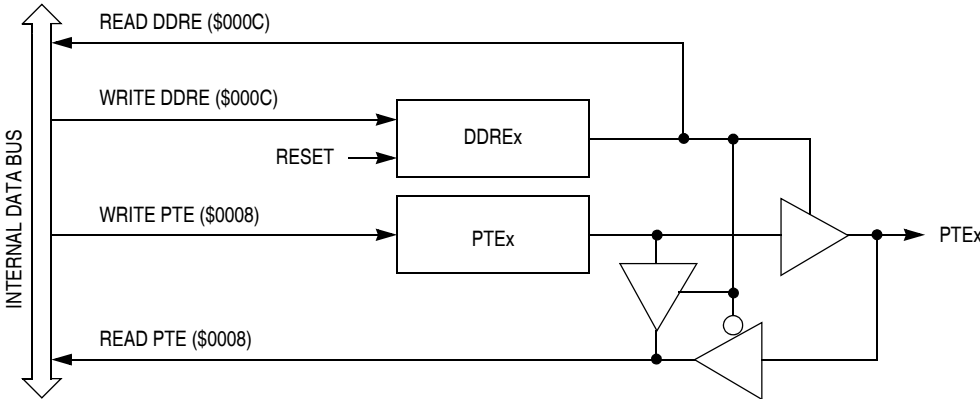 READ DDRE ($000C)
WRITE DDRE ($000C)
DDREx
RESET
INTERNAL DATA BUS
WRITE PTE ($0008)
PTEx
PTEx
READ PTE ($0008)